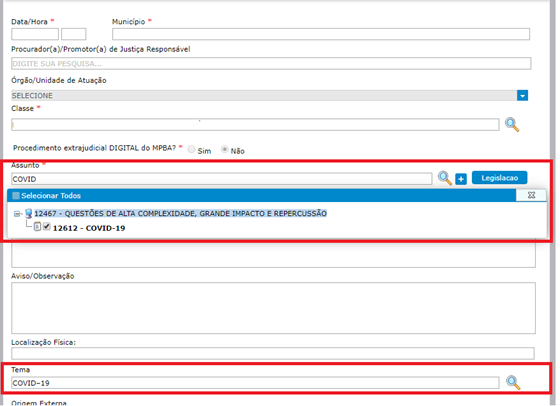 Data/Hora * Município *
Procurador(a)/Promotor(a) de Justiça Responsável
DIGITE SUA PESQUISA...
Órgão/Unidade de Atuação
SELECIONE
Classe *
Procedimento extrajudicial DIGITAL do MPBA? * Sim Não
Assunto *
COVID Legislacao
Selecionar Todos
12467 - QUESTÕES DE ALTA COMPLEXIDADE, GRANDE IMPACTO E REPERCUSSÃO
12612 - COVID-19
Aviso/Observação
Localização Física:
Tema
COVID-19
Origem Externa